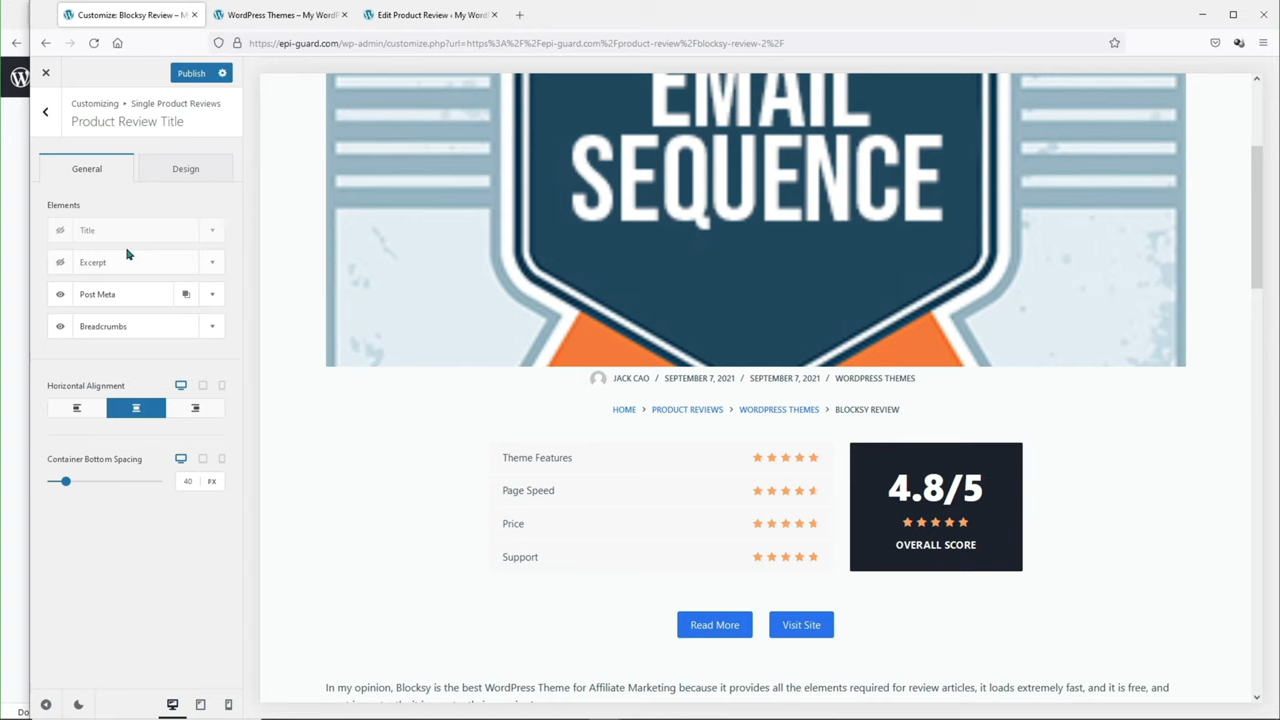 Customize: Blocksy Review – M
WordPress Themes – My WordP
Edit Product Review ‹ My Word
https://epi-guard.com/wp-admin/customize.php?url=https%3A%2F%2Fepi-guard.com%2Fproduct-review%2Fblocksy-review-2%2F
Publish
Customizing • Single Product Reviews
Product Review Title
General
Design
Elements
Title
Excerpt
Post Meta
Breadcrumbs
Horizontal Alignment
Container Bottom Spacing
40 PX
EMAIL
SEQUENCE
JACK CAO / SEPTEMBER 7, 2021 / SEPTEMBER 7, 2021 / WORDPRESS THEMES
HOME > PRODUCT REVIEWS > WORDPRESS THEMES > BLOCKSY REVIEW
Theme Features
Page Speed
Price
Support
4.8/5
OVERALL SCORE
Read More
Visit Site
In my opinion, Blocksy is the best WordPress Theme for Affiliate Marketing because it provides all the elements required for review articles, it loads extremely fast, and it is free, and
Do